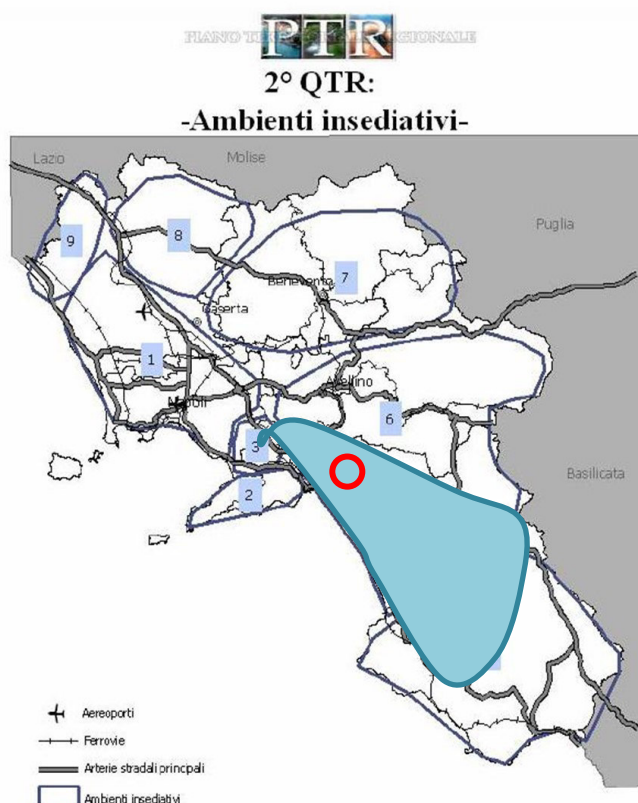 PTR
2° QTR:
-Ambienti insediativi-
Lazio
Molise
Puglia
9
8
7
Benevento
Caserta
1
Avellino
Napoli
6
3
Basilicata
2
Aereoporti
Ferrovie
Arterie stradali principali
Ambienti insediativi